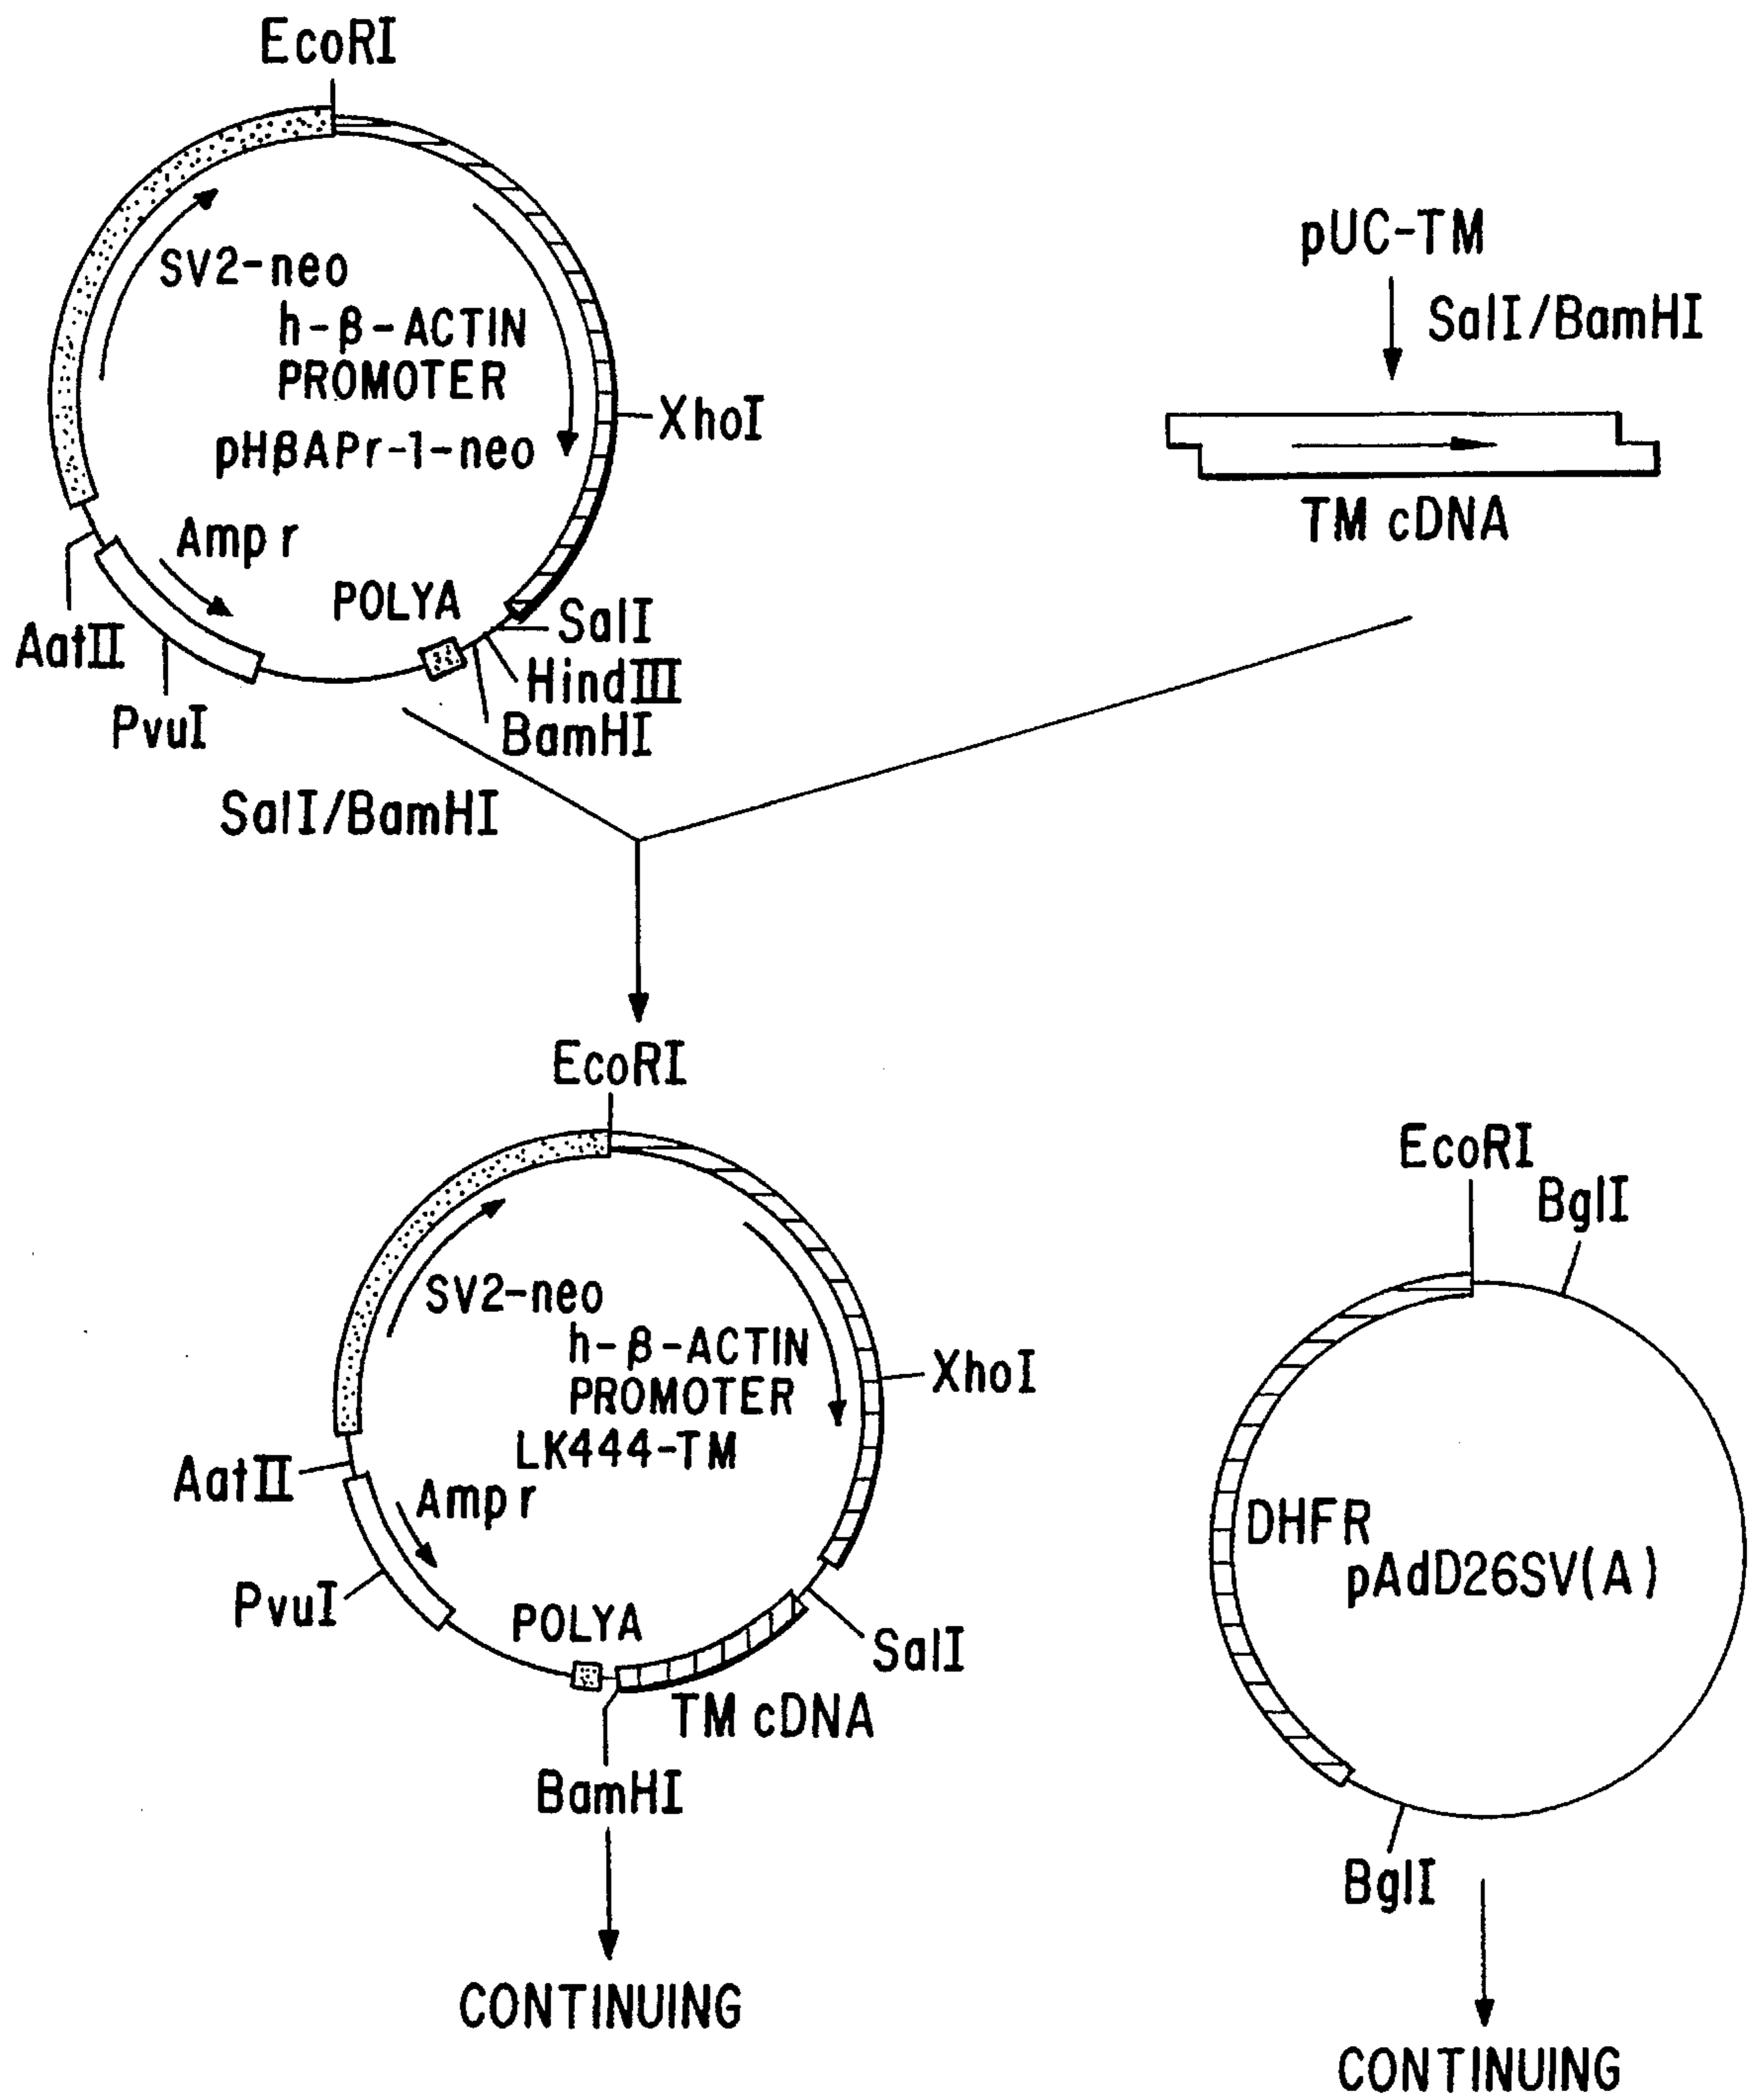 EcoRI
SV2-neo
h-β-ACTIN
PROMOTER
pHβAPr-1-neo
XhoI
Amp r
POLYA
AatII
PvuI
SalI
HindIII
BamHI
pUC-TM
SalI/BamHI
TM cDNA
SalI/BamHI
EcoRI
SV2-neo
h-β-ACTIN
PROMOTER
LK444-TM
XhoI
AatII
Amp r
PvuI
POLYA
SalI
TM cDNA
BamHI
CONTINUING
EcoRI
BglI
DHFR
pAdD26SV(A)
BglI
CONTINUING